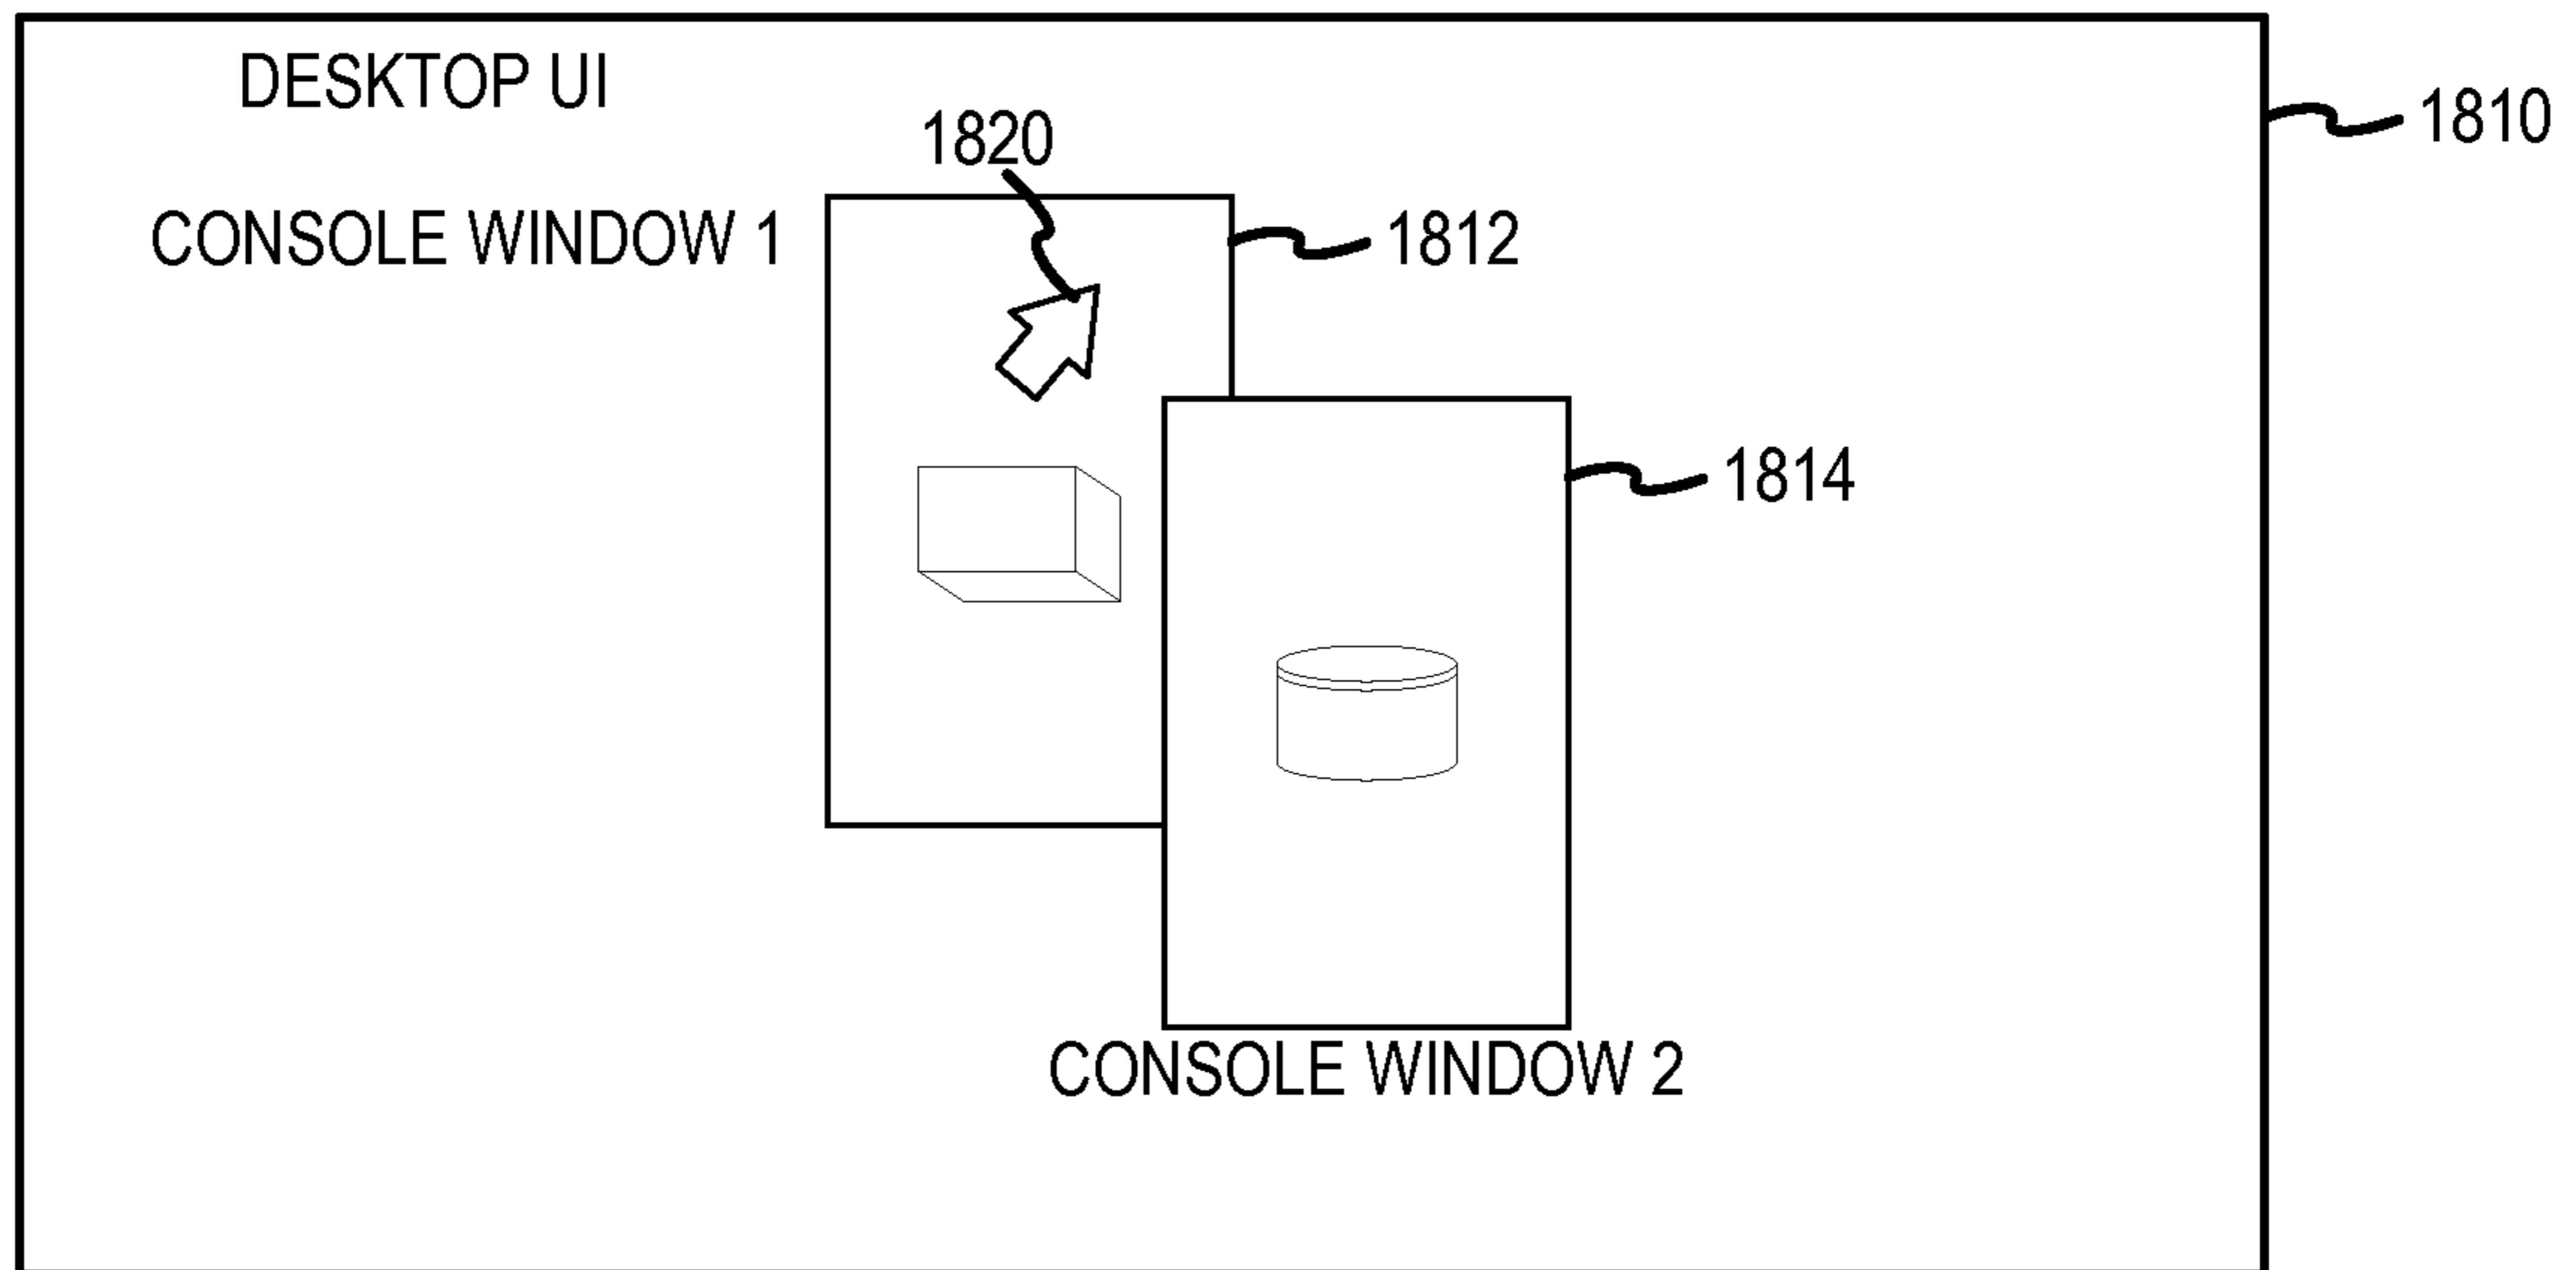 DESKTOP UI
1810
1820
CONSOLE WINDOW 1
1812
1814
CONSOLE WINDOW 2